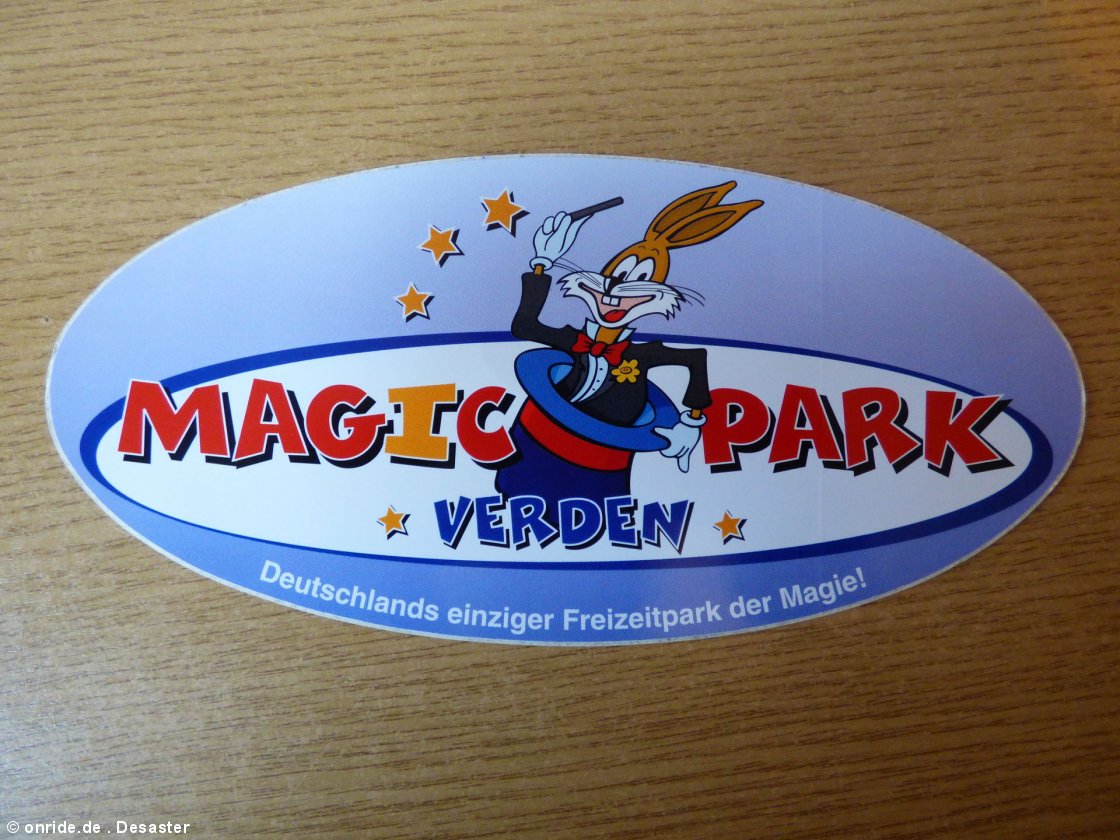 MAGIC PARK
VERDEN
Deutschlands einziger Freizeitpark der Magie!
© onride.de . Desaster